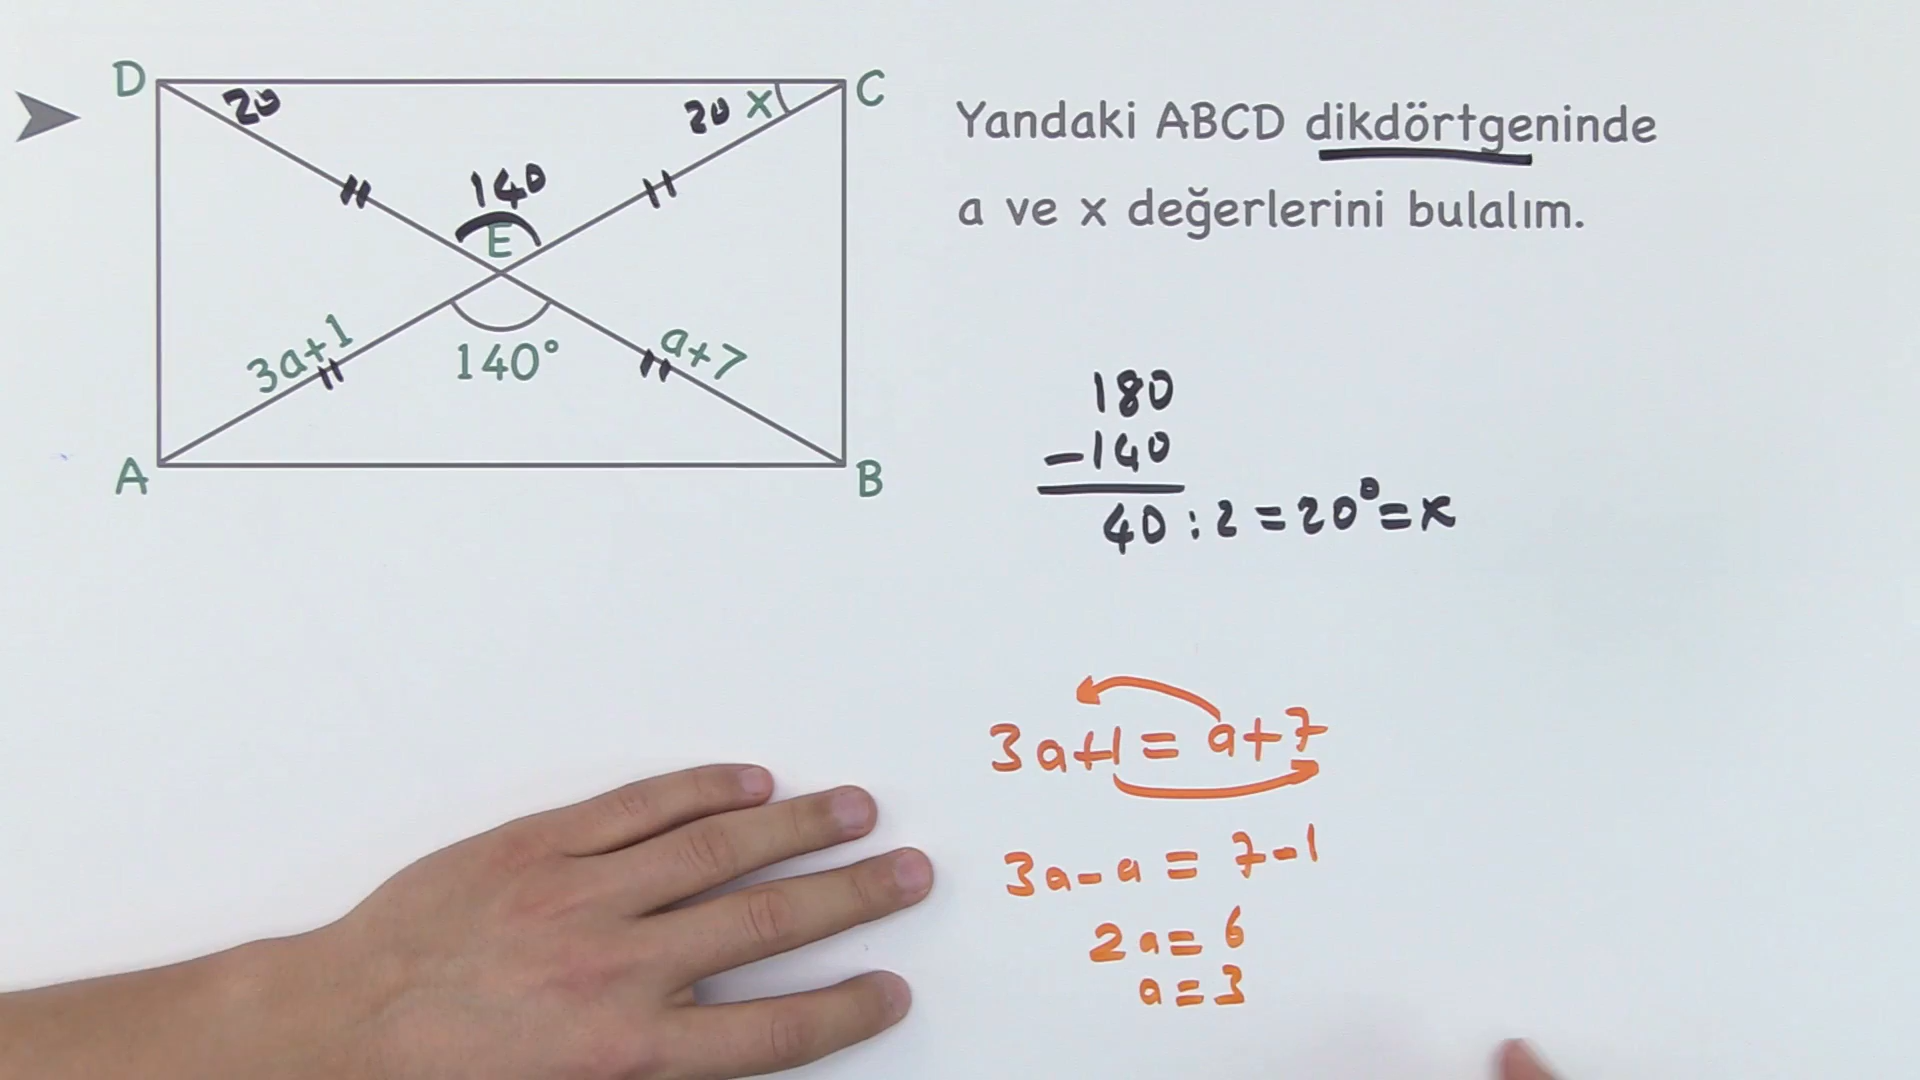 D
20
20 x
C
140
E
3a+1
140°
a+7
A
B
Yandaki ABCD dikdörtgeninde
a ve x değerlerini bulalım.
180
-140
40 : 2 = 20° = x
3a+1 = a+7
3a-a = 7-1
2a = 6
a = 3